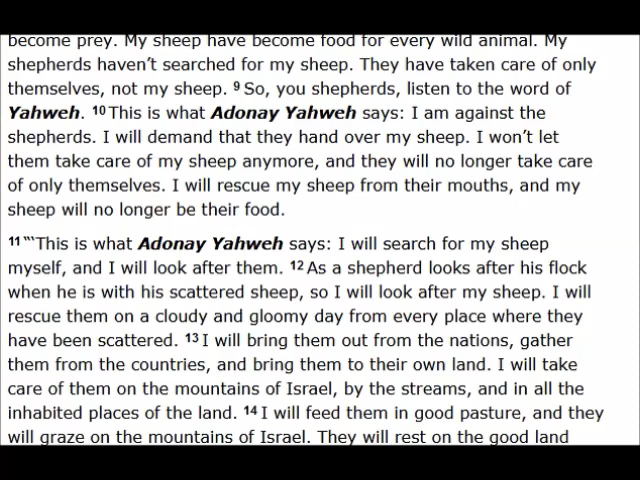 become prey. My sheep have become food for every wild animal. My
shepherds haven't searched for my sheep. They have taken care of only
themselves, not my sheep. 9 So, you shepherds, listen to the word of
Yahweh. 10 This is what Adonay Yahweh says: I am against the
shepherds. I will demand that they hand over my sheep. I won't let
them take care of my sheep anymore, and they will no longer take care
of only themselves. I will rescue my sheep from their mouths, and my
sheep will no longer be their food.
11 "'"This is what Adonay Yahweh says: I will search for my sheep
myself, and I will look after them. 12 As a shepherd looks after his flock
when he is with his scattered sheep, so I will look after my sheep. I will
rescue them on a cloudy and gloomy day from every place where they
have been scattered. 13 I will bring them out from the nations, gather
them from the countries, and bring them to their own land. I will take
care of them on the mountains of Israel, by the streams, and in all the
inhabited places of the land. 14 I will feed them in good pasture, and they
will graze on the mountains of Israel. They will rest on the good land